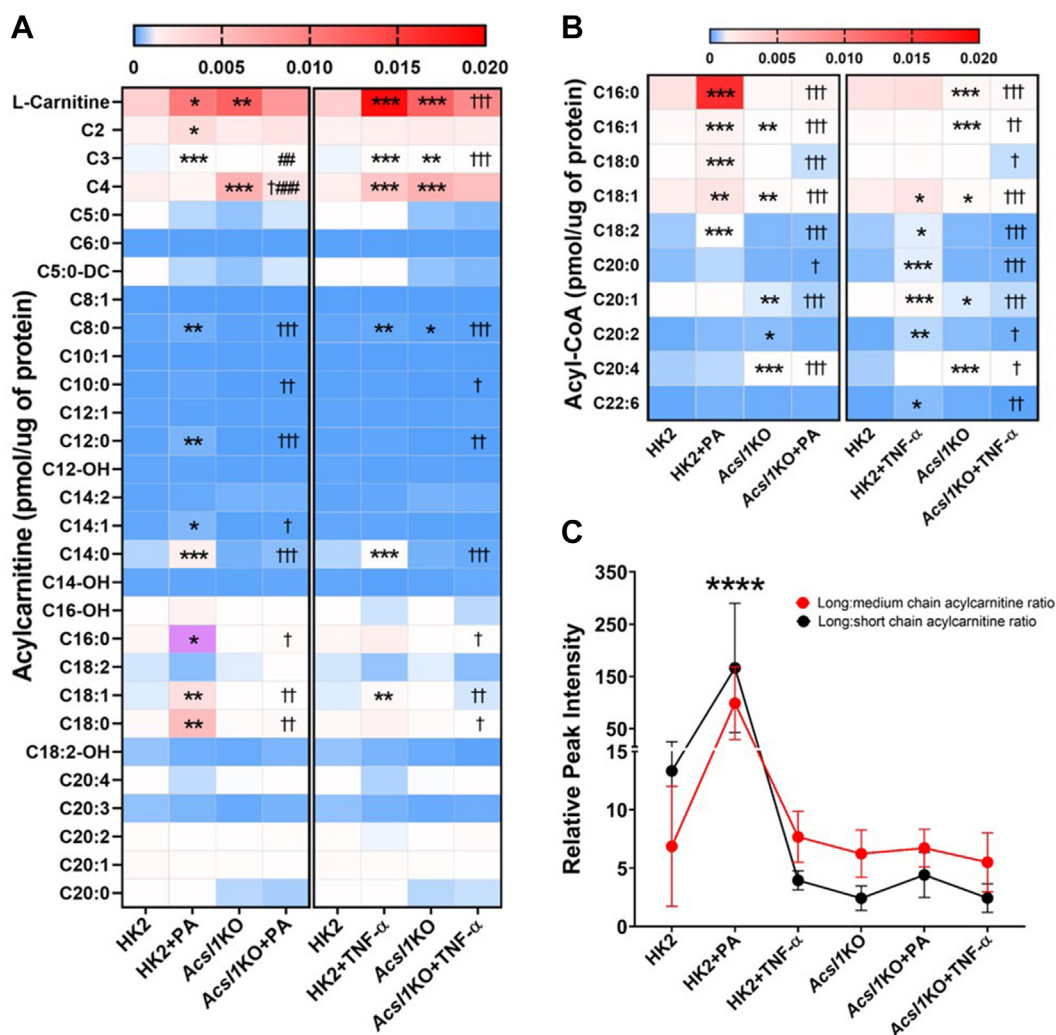 A
0 0.005 0.010 0.015 0.020
Acylcarnitine (pmol/ug of protein)
L-Carnitine * ** *** *** †††
C2 *
C3 *** ## *** ** †††
C4 *** †### *** ***
C5:0
C6:0
C5:0-DC
C8:1
C8:0 ** ††† ** * †††
C10:1
C10:0 †† †
C12:1
C12:0 ** ††† ††
C12-OH
C14:2
C14:1 * †
C14:0 *** ††† *** †††
C14-OH
C16-OH
C16:0 * † †
C18:2
C18:1 ** †† ** ††
C18:0 ** †† †
C18:2-OH
C20:4
C20:3
C20:2
C20:1
C20:0
HK2 HK2+PA Acsl1KO Acsl1KO+PA HK2 HK2+TNF-α Acsl1KO Acsl1KO+TNF-α
B
0 0.005 0.010 0.015 0.020
Acyl-CoA (pmol/ug of protein)
C16:0 *** ††† *** †††
C16:1 *** ** ††† *** ††
C18:0 *** ††† †
C18:1 ** ** ††† * * †††
C18:2 *** ††† * †††
C20:0 † *** †††
C20:1 ** ††† *** * †††
C20:2 * ** †
C20:4 *** ††† *** †
C22:6 * ††
HK2 HK2+PA Acsl1KO Acsl1KO+PA HK2 HK2+TNF-α Acsl1KO Acsl1KO+TNF-α
C
Relative Peak Intensity
350
250
150
50
15
10
5
0
****
Long:medium chain acylcarnitine ratio
Long:short chain acylcarnitine ratio
HK2 HK2+PA HK2+TNF-α Acsl1KO Acsl1KO+PA Acsl1KO+TNF-α